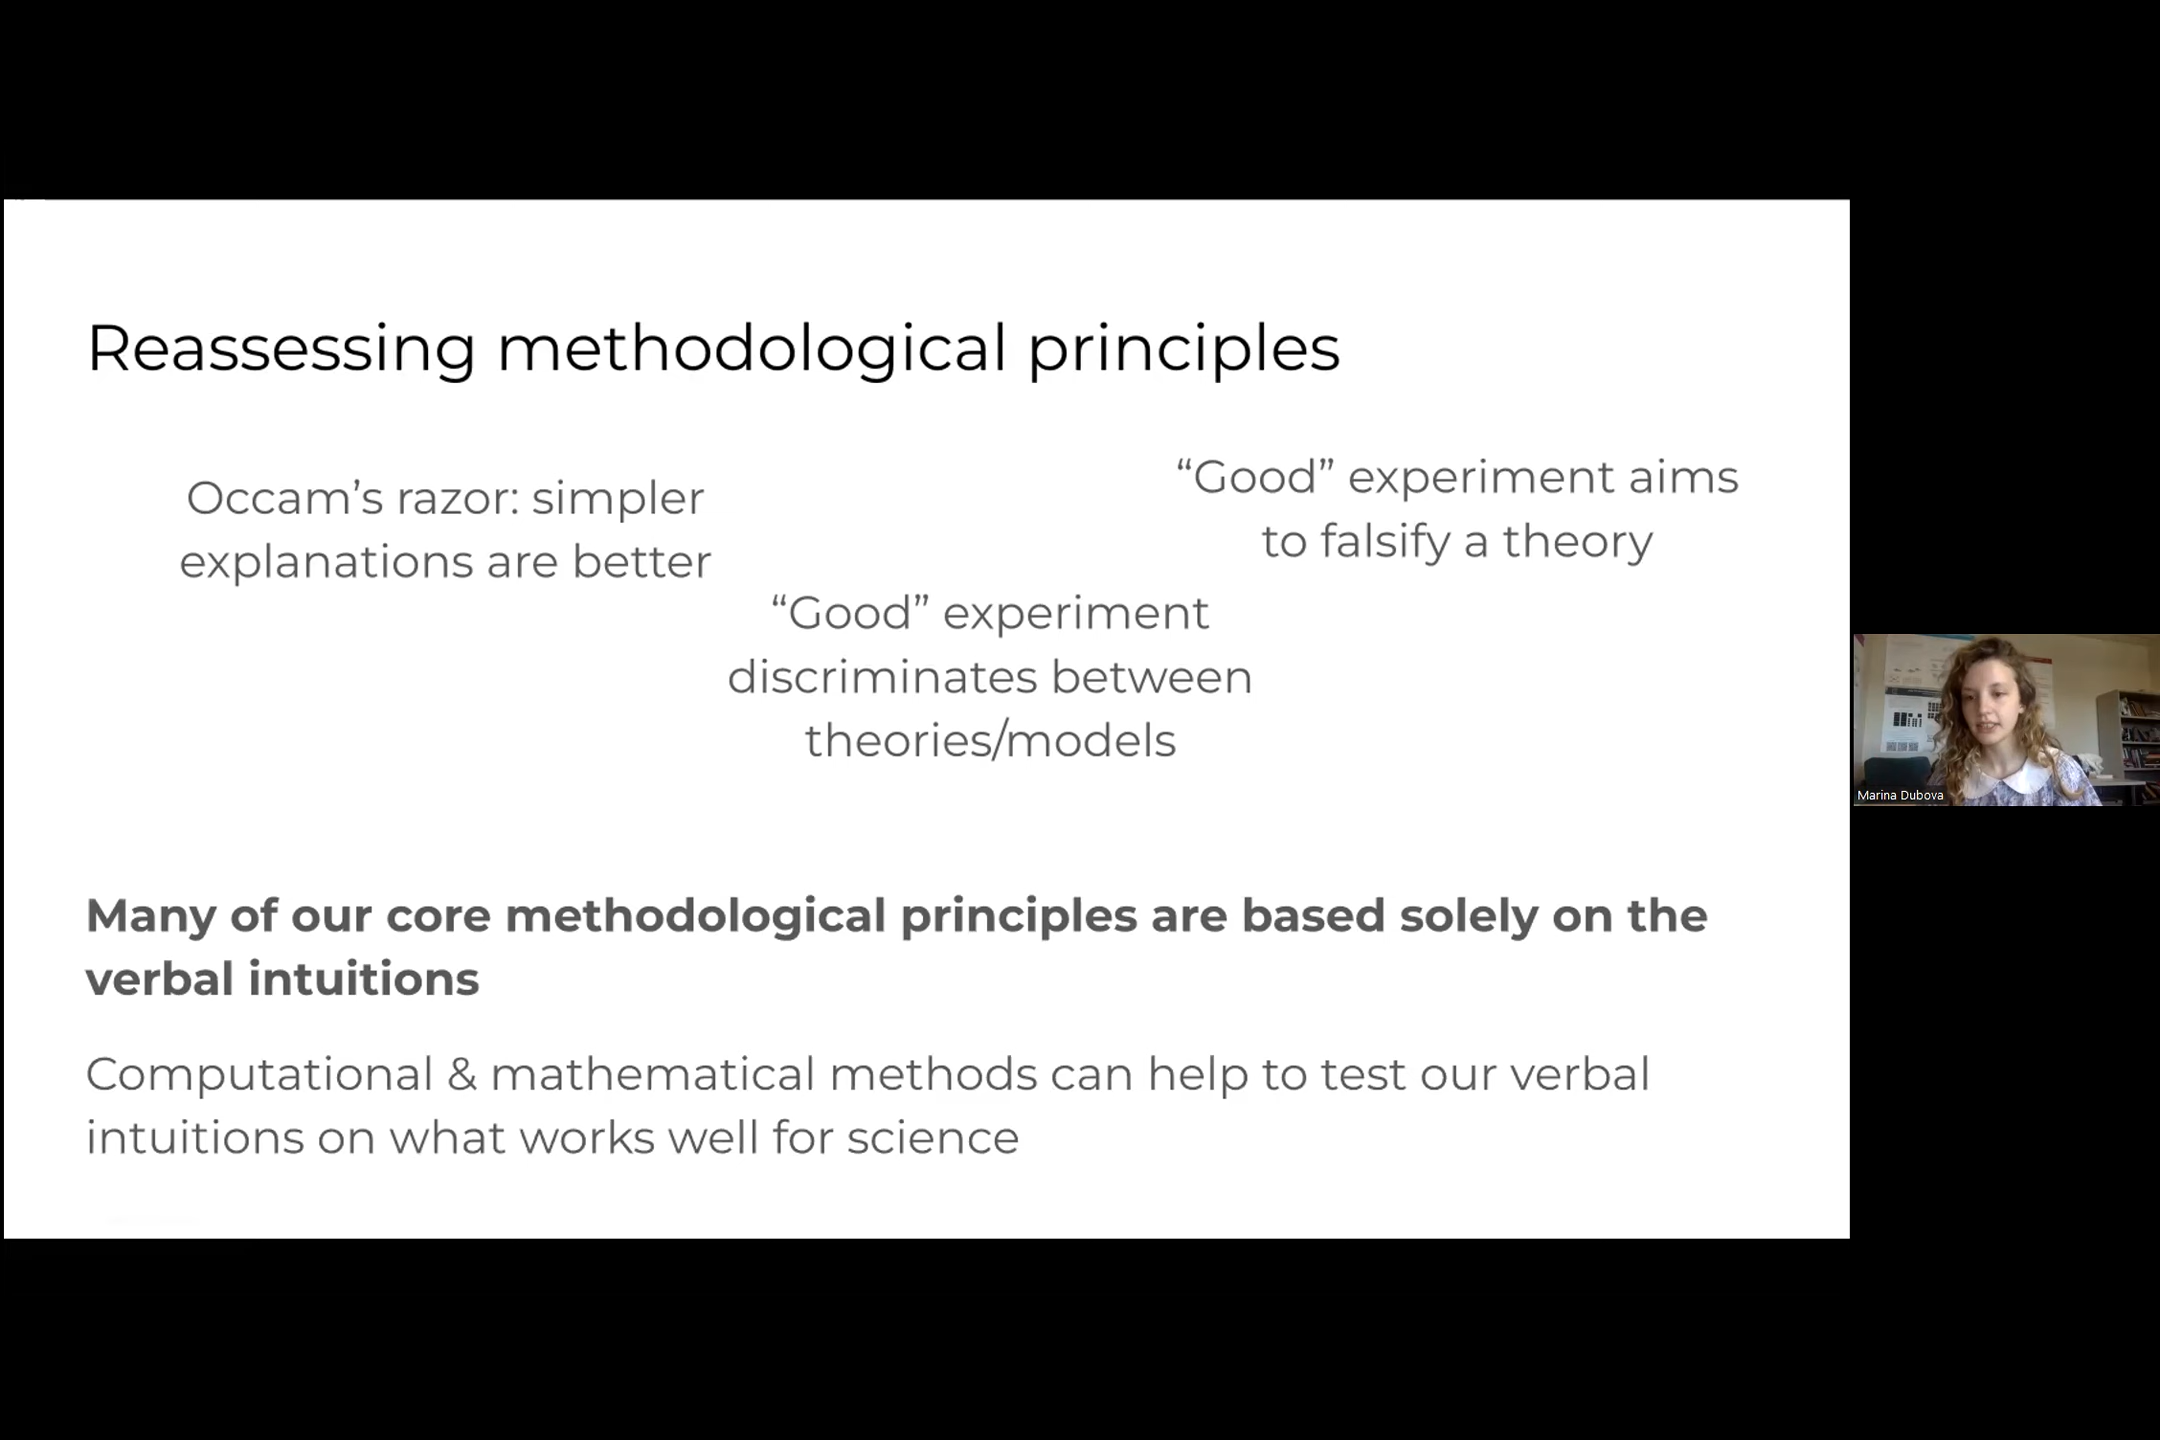 Reassessing methodological principles
Occam’s razor: simpler
explanations are better
“Good” experiment aims
to falsify a theory
“Good” experiment
discriminates between
theories/models
Many of our core methodological principles are based solely on the
verbal intuitions
Computational & mathematical methods can help to test our verbal
intuitions on what works well for science
Marina Dubova